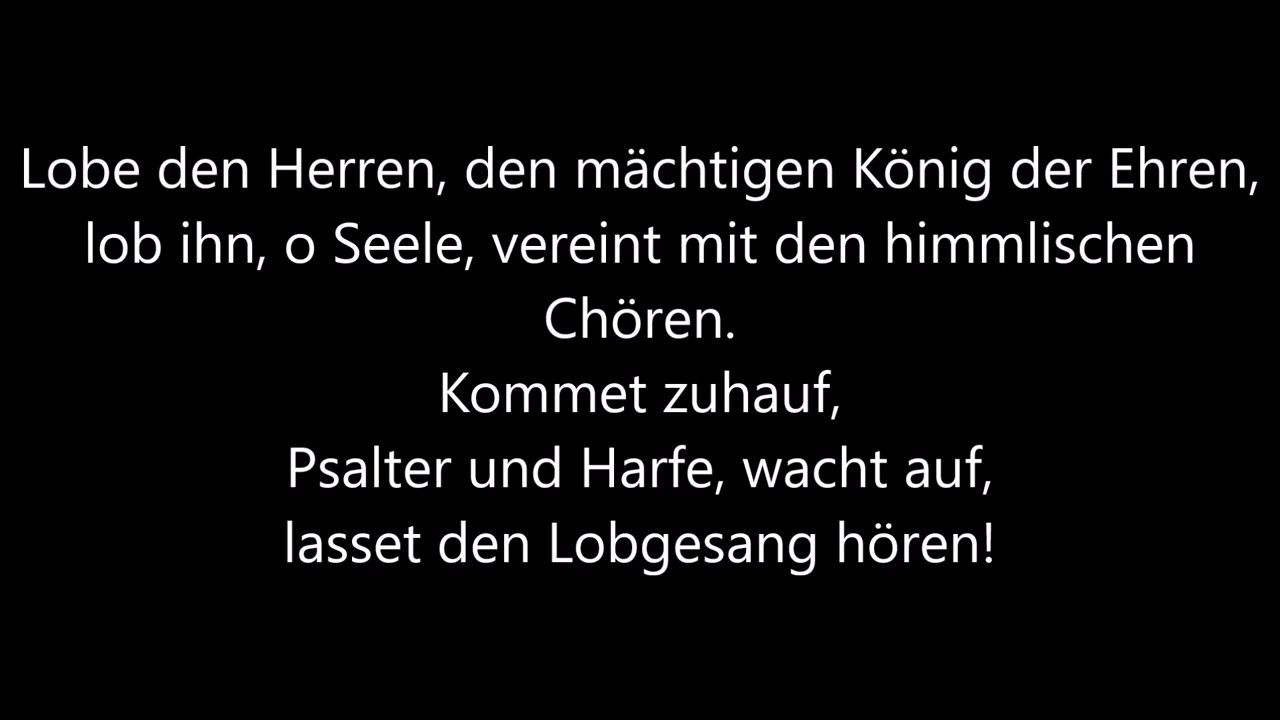 Lobe den Herren, den mächtigen König der Ehren,
lob ihn, o Seele, vereint mit den himmlischen
Chören.
Kommet zuhauf,
Psalter und Harfe, wacht auf,
lasset den Lobgesang hören!